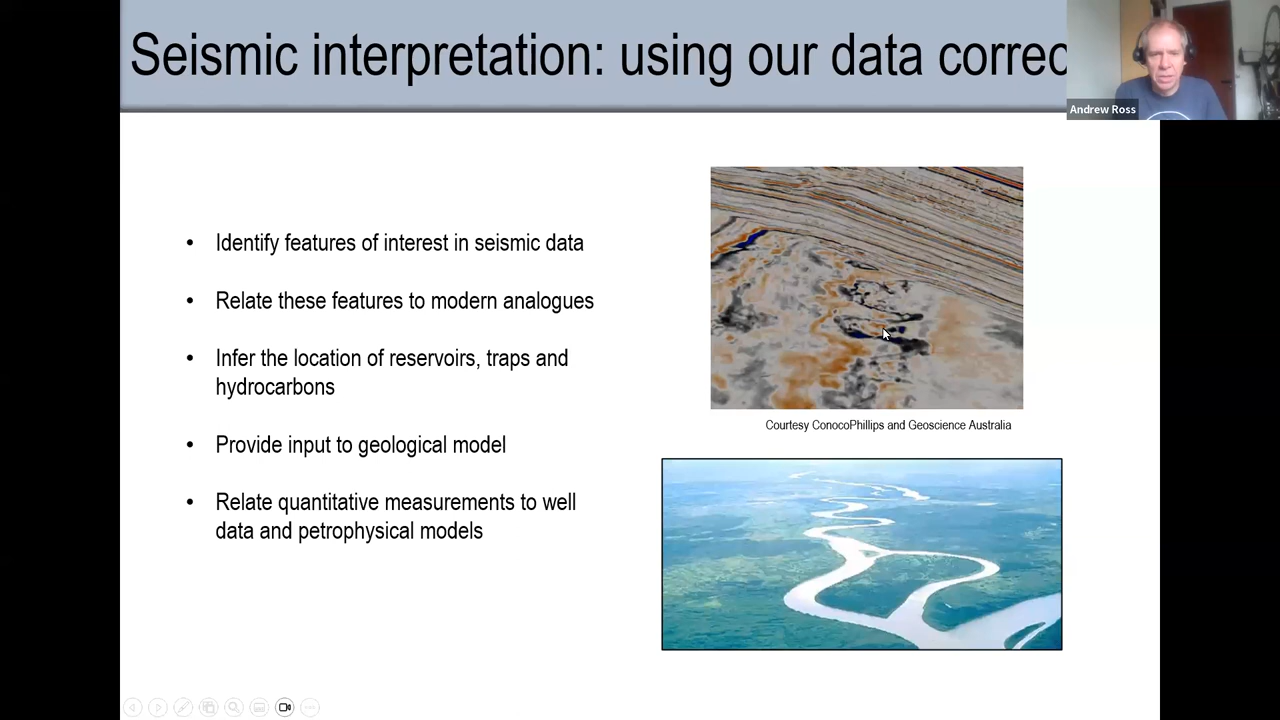 Seismic interpretation: using our data correc
Andrew Ross
• Identify features of interest in seismic data
• Relate these features to modern analogues
• Infer the location of reservoirs, traps and
hydrocarbons
• Provide input to geological model
• Relate quantitative measurements to well
data and petrophysical models
Courtesy ConocoPhillips and Geoscience Australia